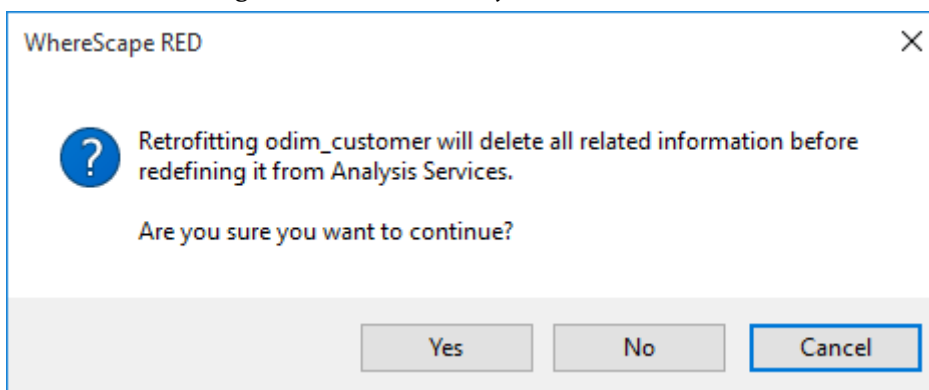 WhereScape RED
Retrofitting odim_customer will delete all related information before
redefining it from Analysis Services.
Are you sure you want to continue?
Yes No Cancel